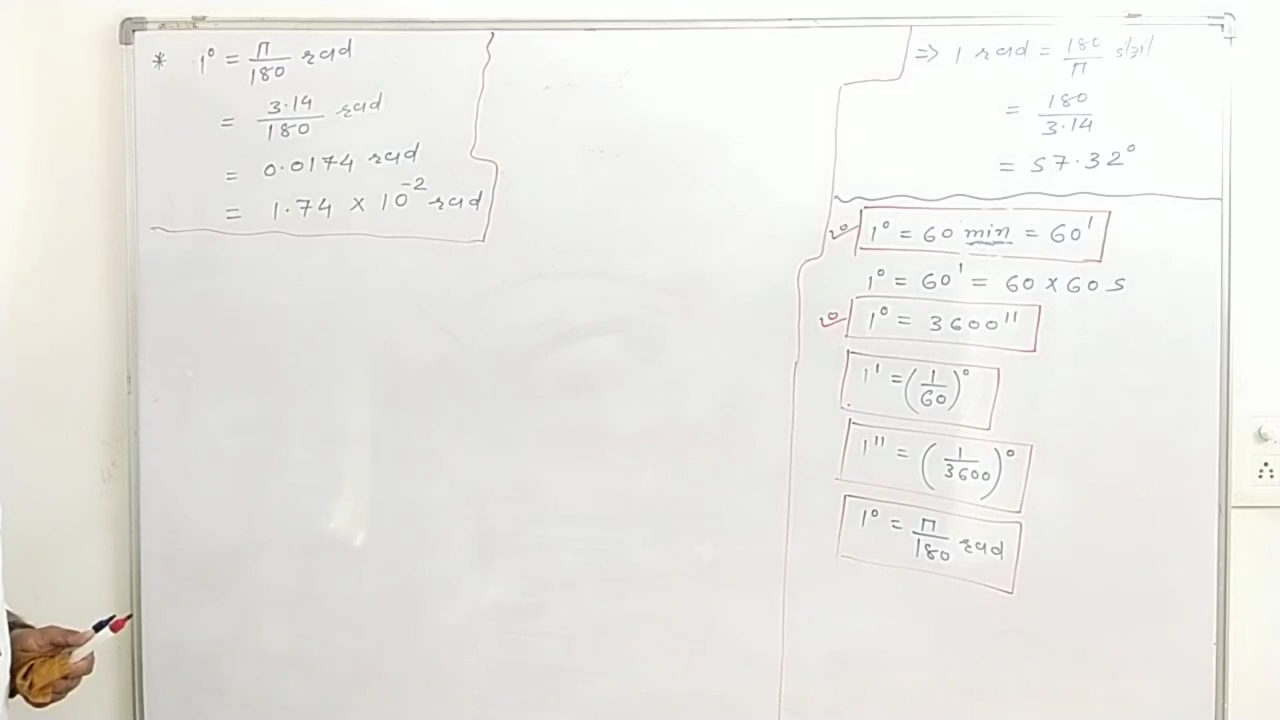 * 1° = π/180 rad
= 3.14/180 rad
= 0.0174 rad
= 1.74 × 10⁻² rad
⇒ 1 rad = 180/π
= 180/3.14
= 57.32°
1° = 60 min = 60'
1° = 60' = 60 × 60 s
1° = 3600"
1' = (1/60)°
1" = (1/3600)°
1° = π/180 rad